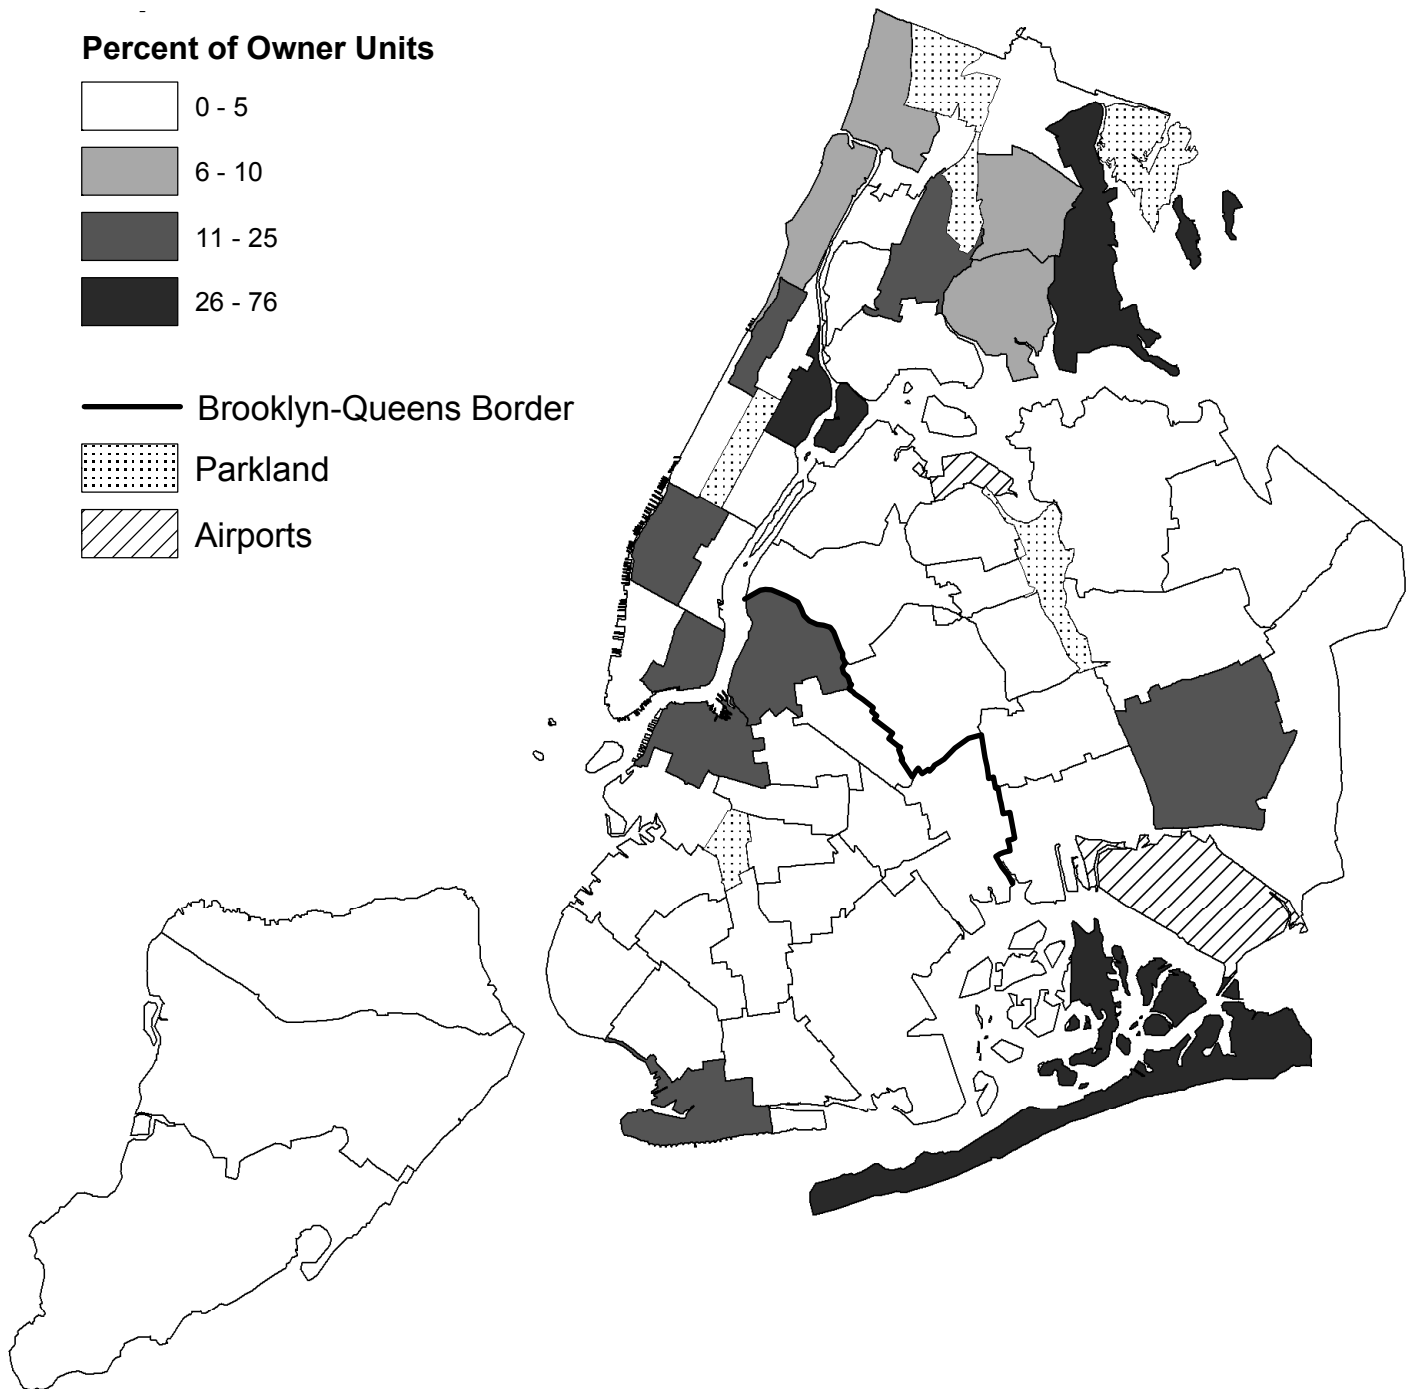 Percent of Owner Units
0 - 5
6 - 10
11 - 25
26 - 76
Brooklyn-Queens Border
Parkland
Airports